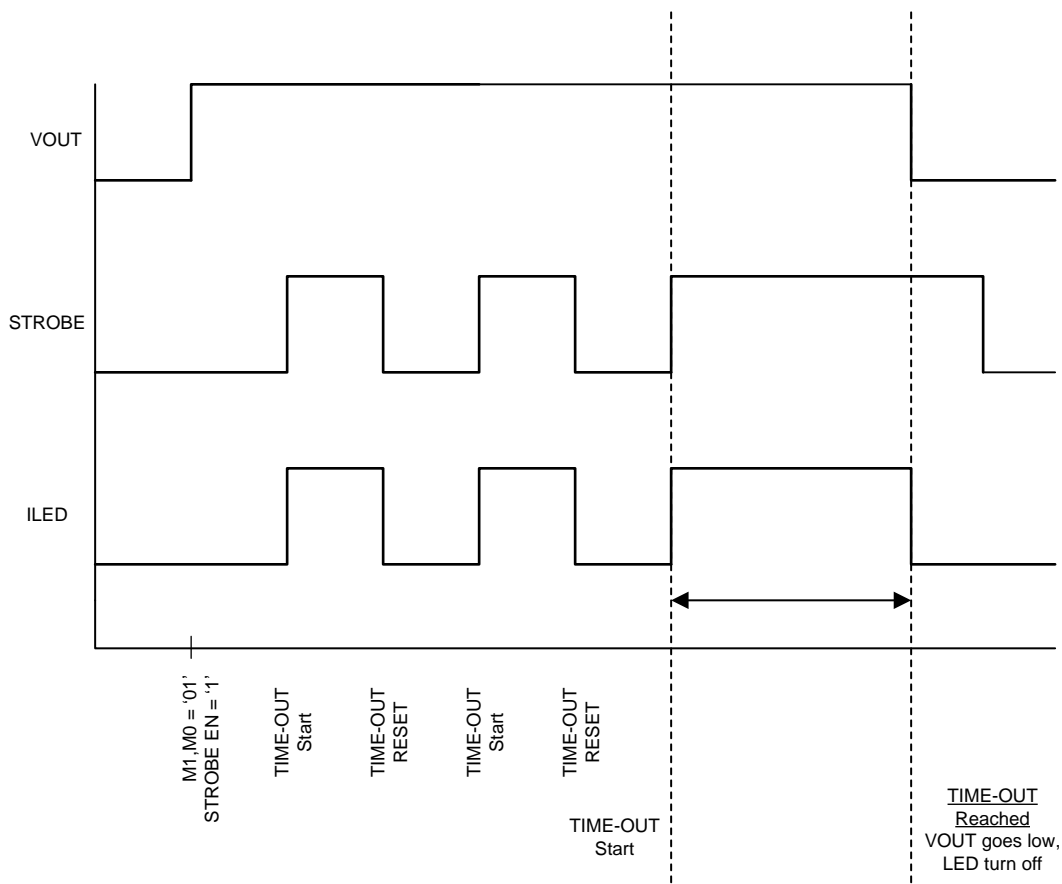 VOUT
STROBE
ILED
M1,M0 = ‘01’
STROBE EN = ‘1’
TIME-OUT
Start
TIME-OUT
RESET
TIME-OUT
Start
TIME-OUT
RESET
TIME-OUT
Start
TIME-OUT
Reached
VOUT goes low,
LED turn off